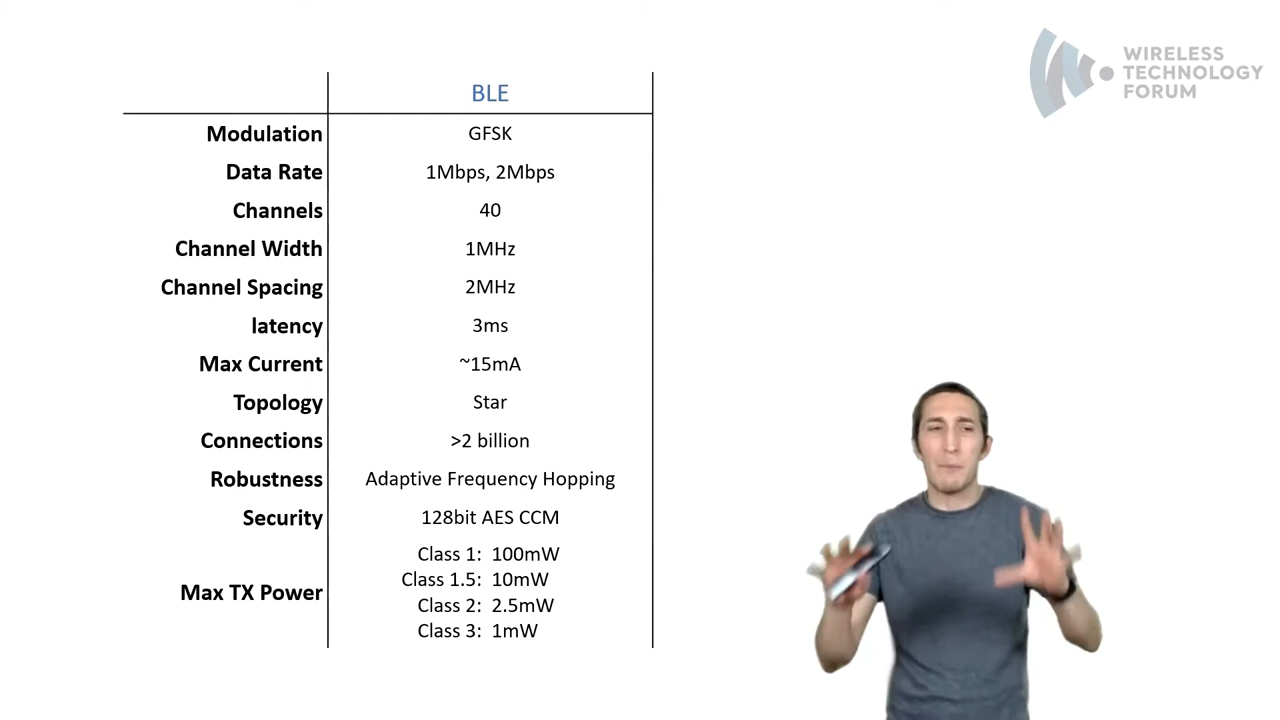 WIRELESS
TECHNOLOGY
FORUM
BLE
Modulation GFSK
Data Rate 1Mbps, 2Mbps
Channels 40
Channel Width 1MHz
Channel Spacing 2MHz
latency 3ms
Max Current ~15mA
Topology Star
Connections >2 billion
Robustness Adaptive Frequency Hopping
Security 128bit AES CCM
Max TX Power
Class 1: 100mW
Class 1.5: 10mW
Class 2: 2.5mW
Class 3: 1mW